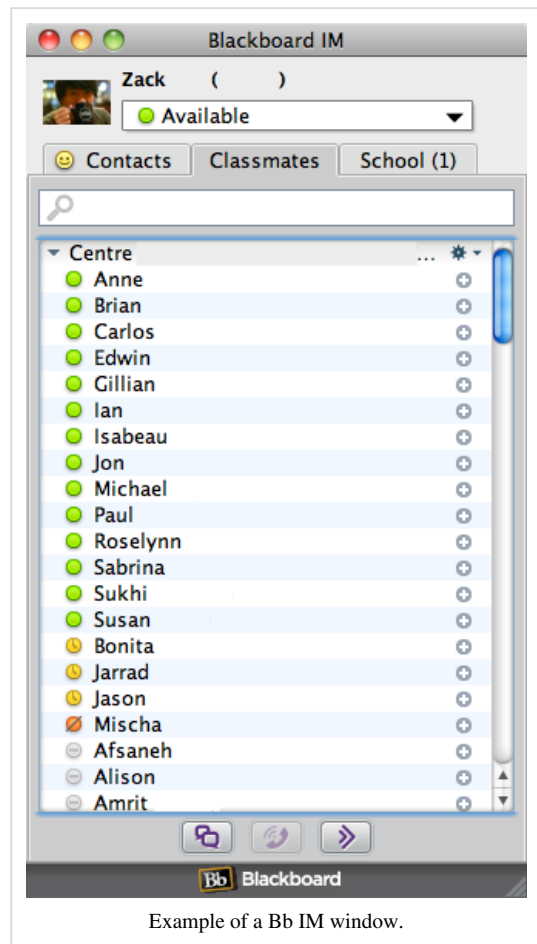 Blackboard IM
Zack ( )
Available
Contacts Classmates School (1)
Centre ...
Anne
Brian
Carlos
Edwin
Gillian
Ian
Isabeau
Jon
Michael
Paul
Roselynn
Sabrina
Sukhi
Susan
Bonita
Jarrad
Jason
Mischa
Afsaneh
Alison
Amrit
Bb Blackboard
Example of a Bb IM window.